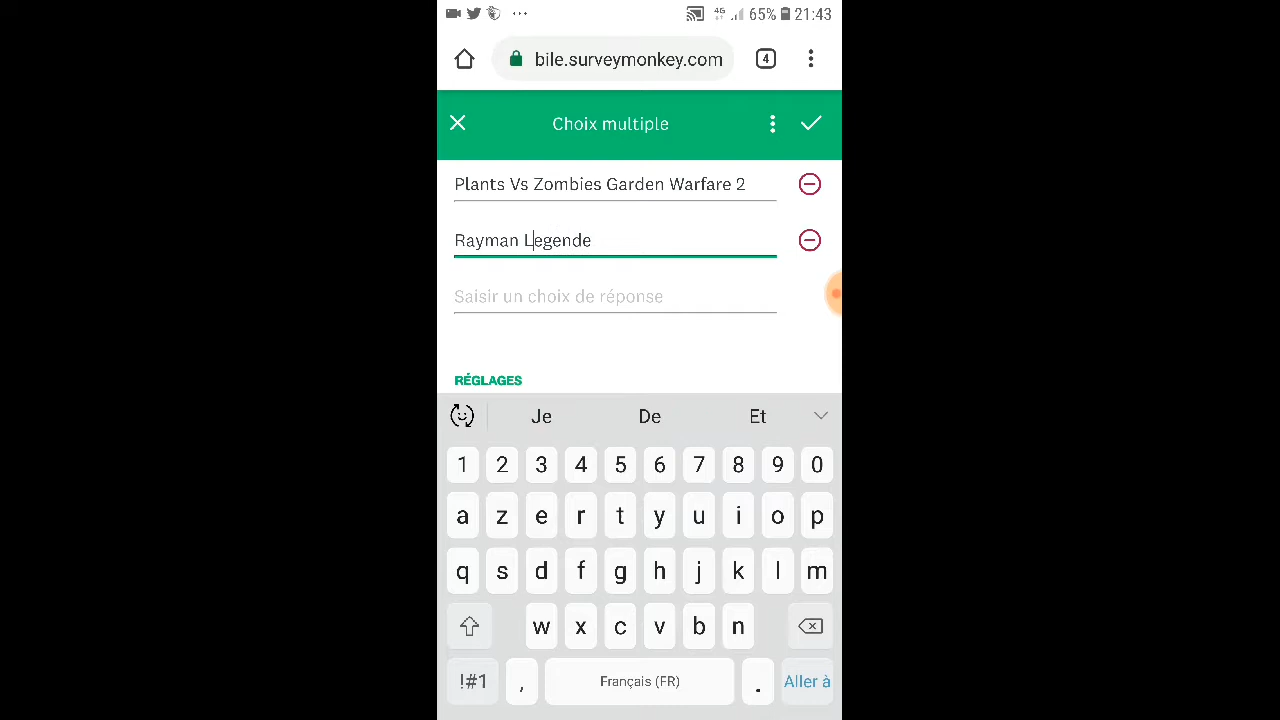 4G 65% 21:43
bile.surveymonkey.com 4
Choix multiple
Plants Vs Zombies Garden Warfare 2
Rayman Legende
Saisir un choix de réponse
RÉGLAGES
Je De Et
1 2 3 4 5 6 7 8 9 0
a z e r t y u i o p
q s d f g h j k l m
w x c v b n
!#1 , Français (FR) . Aller à